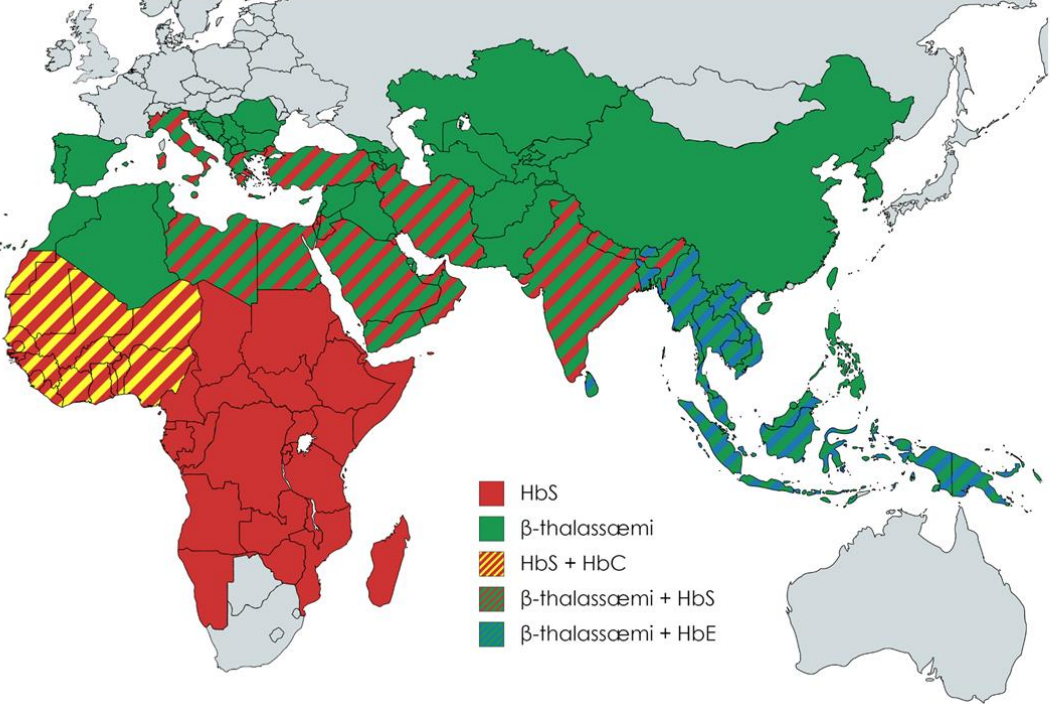 HbS
β-thalassæmi
HbS + HbC
β-thalassæmi + HbS
β-thalassæmi + HbE